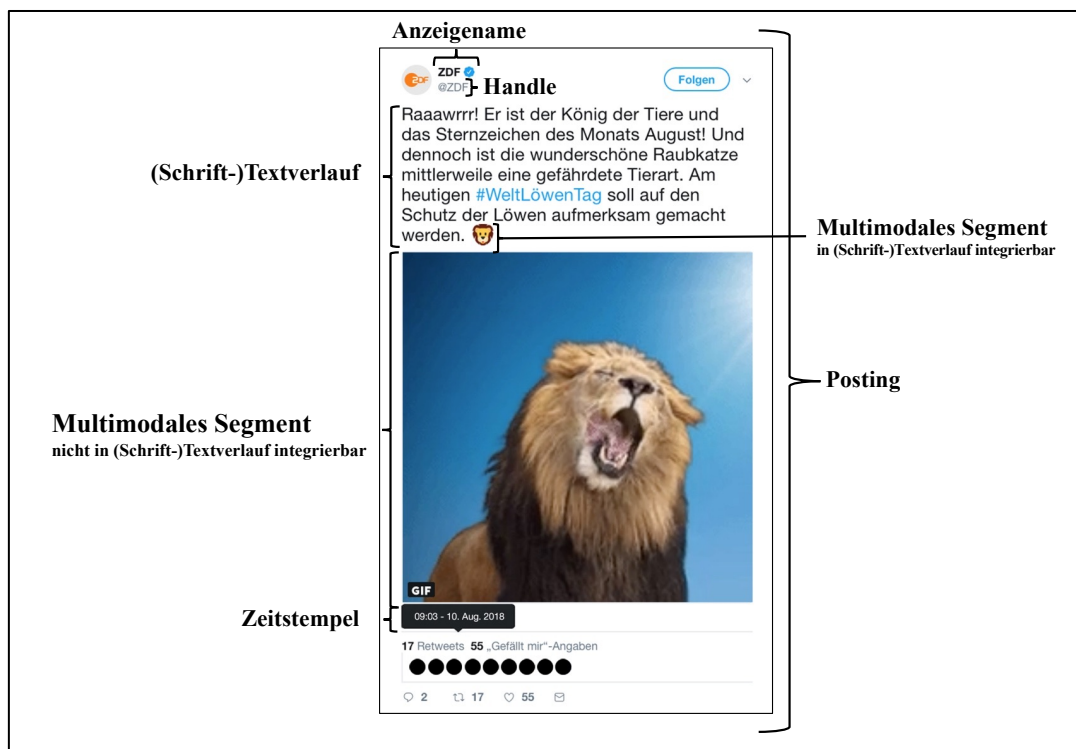 Anzeigename
ZDF
ZDF
@ZDF
Handle
Folgen
Raaawrrr! Er ist der König der Tiere und
das Sternzeichen des Monats August! Und
dennoch ist die wunderschöne Raubkatze
mittlerweile eine gefährdete Tierart. Am
heutigen #WeltLöwenTag soll auf den
Schutz der Löwen aufmerksam gemacht
werden. 🦁
(Schrift-)Textverlauf
Multimodales Segment
in (Schrift-)Textverlauf integrierbar
Posting
Multimodales Segment
nicht in (Schrift-)Textverlauf integrierbar
GIF
Zeitstempel
09:03 - 10. Aug. 2018
17 Retweets 55 „Gefällt mir“-Angaben
2 17 55